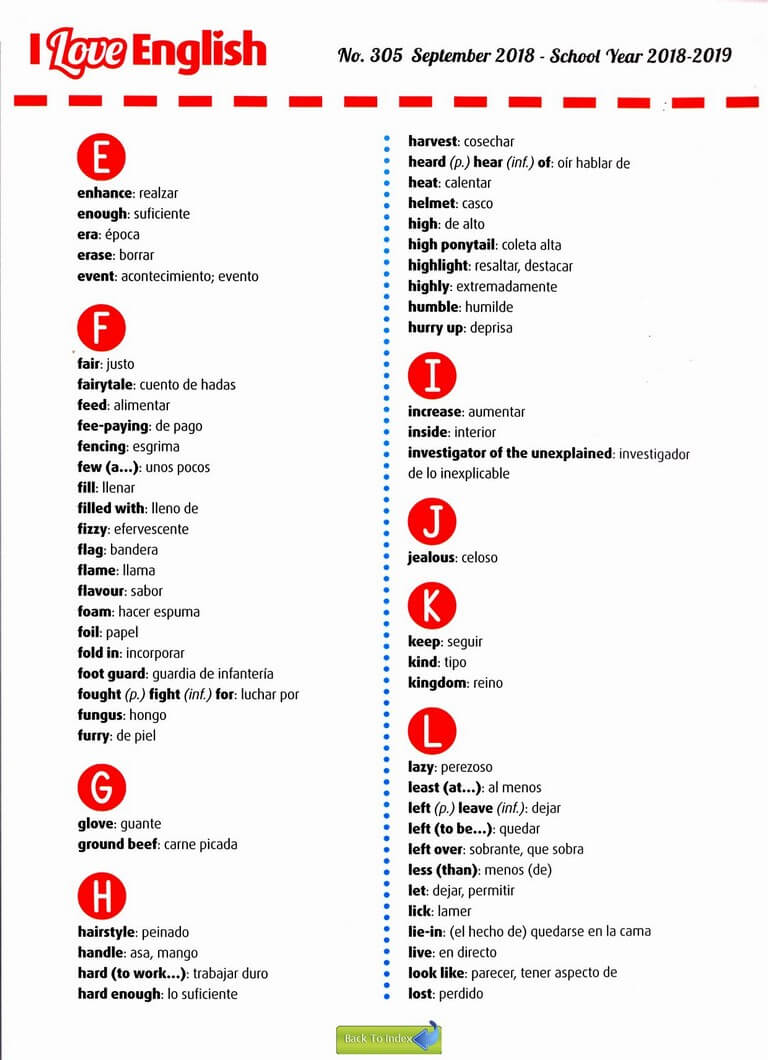 I Love English
No. 305 September 2018 - School Year 2018-2019
E
enhance: realzar
enough: suficiente
era: época
erase: borrar
event: acontecimiento; evento
F
fair: justo
fairytale: cuento de hadas
feed: alimentar
fee-paying: de pago
fencing: esgrima
few (a...): unos pocos
fill: llenar
filled with: lleno de
fizzy: efervescente
flag: bandera
flame: llama
flavour: sabor
foam: hacer espuma
foil: papel
fold in: incorporar
foot guard: guardia de infantería
fought (p.) fight (inf.) for: luchar por
fungus: hongo
furry: de piel
G
glove: guante
ground beef: carne picada
H
hairstyle: peinado
handle: asa, mango
hard (to work...): trabajar duro
hard enough: lo suficiente
harvest: cosechar
heard (p.) hear (inf.) of: oír hablar de
heat: calentar
helmet: casco
high: de alto
high ponytail: coleta alta
highlight: resaltar, destacar
highly: extremadamente
humble: humilde
hurry up: deprisa
I
increase: aumentar
inside: interior
investigator of the unexplained: investigador
de lo inexplicable
J
jealous: celoso
K
keep: seguir
kind: tipo
kingdom: reino
L
lazy: perezoso
least (at...): al menos
left (p.) leave (inf.): dejar
left (to be...): quedar
left over: sobrante, que sobra
less (than): menos (de)
let: dejar, permitir
lick: lamer
lie-in: (el hecho de) quedarse en la cama
live: en directo
look like: parecer, tener aspecto de
lost: perdido
Back To Index